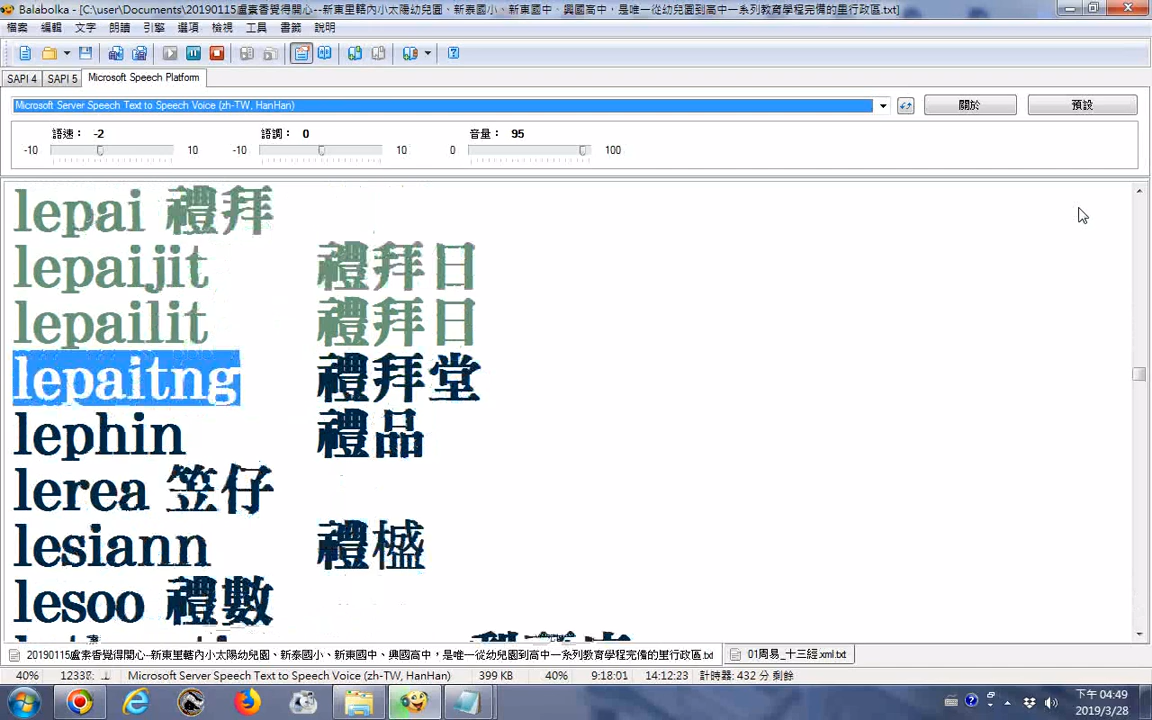 Balabolka - [C:\user\Documents\20190115盧素香覺得開心--新東里轄內小太陽幼兒園、新泰國小、新東國中、興國高中，是唯一從幼兒園到高中一系列教育學程完備的里行政區.txt]
檔案 編輯 文字 朗讀 引擎 選項 檢視 工具 書籤 說明
SAPI 4 SAPI 5 Microsoft Speech Platform
Microsoft Server Speech Text to Speech Voice (zh-TW, HanHan) 關於 預設
語速： -2 語調： 0 音量： 95
-10 10 -10 10 0 100
lepai 禮拜
lepaijit 禮拜日
lepailit 禮拜日
lepaitng 禮拜堂
lephin 禮品
lerea 笠仔
lesiann 禮楹
lesoo 禮數
20190115盧素香覺得開心--新東里轄內小太陽幼兒園、新泰國小、新東國中、興國高中，是唯一從幼兒園到高中一系列教育學程完備的里行政區.txt 01周易_十三經.xml.txt
40% Microsoft Server Speech Text to Speech Voice (zh-TW, HanHan) 399 KB 40% 9:18:01 14:12:23 計時器: 432 分 剩餘
下午 04:49
2019/3/28